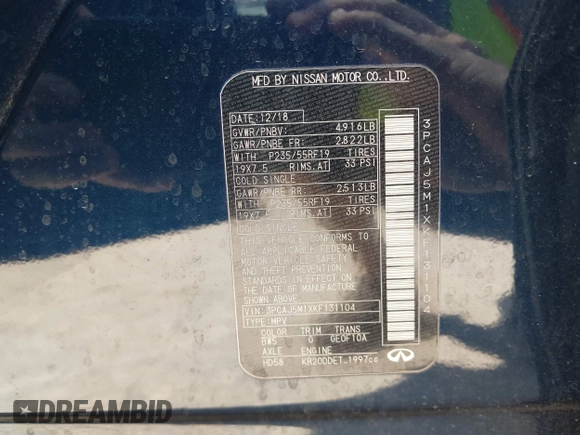 MFD BY NISSAN MOTOR CO.,LTD.
DATE: 12/18
GVWR/PNBV: 4,916LB
GAWR/PNBE FR: 2,822LB
WITH P235/55RF19 TIRES
19X7.5 RIMS.AT 33 PSI
COLD SINGLE
GAWR/PNBE RR: 2,513LB
WITH P235/55RF19 TIRES
19X7.5 RIMS.AT 33 PSI
COLD SINGLE
THIS VEHICLE CONFORMS TO
ALL APPLICABLE FEDERAL
MOTOR VEHICLE SAFETY
AND THEFT PREVENTION
STANDARDS IN EFFECT ON
THE DATE OF MANUFACTURE
SHOWN ABOVE.
VIN: 3PCAJ5M1XKF131104
TYPE: MPV
COLOR TRIM TRANS
BW5 G GE0F10A
AXLE ENGINE
HD58 KR20DDET 1997cc
3PCAJ5M1XKF131104
DREAMBID